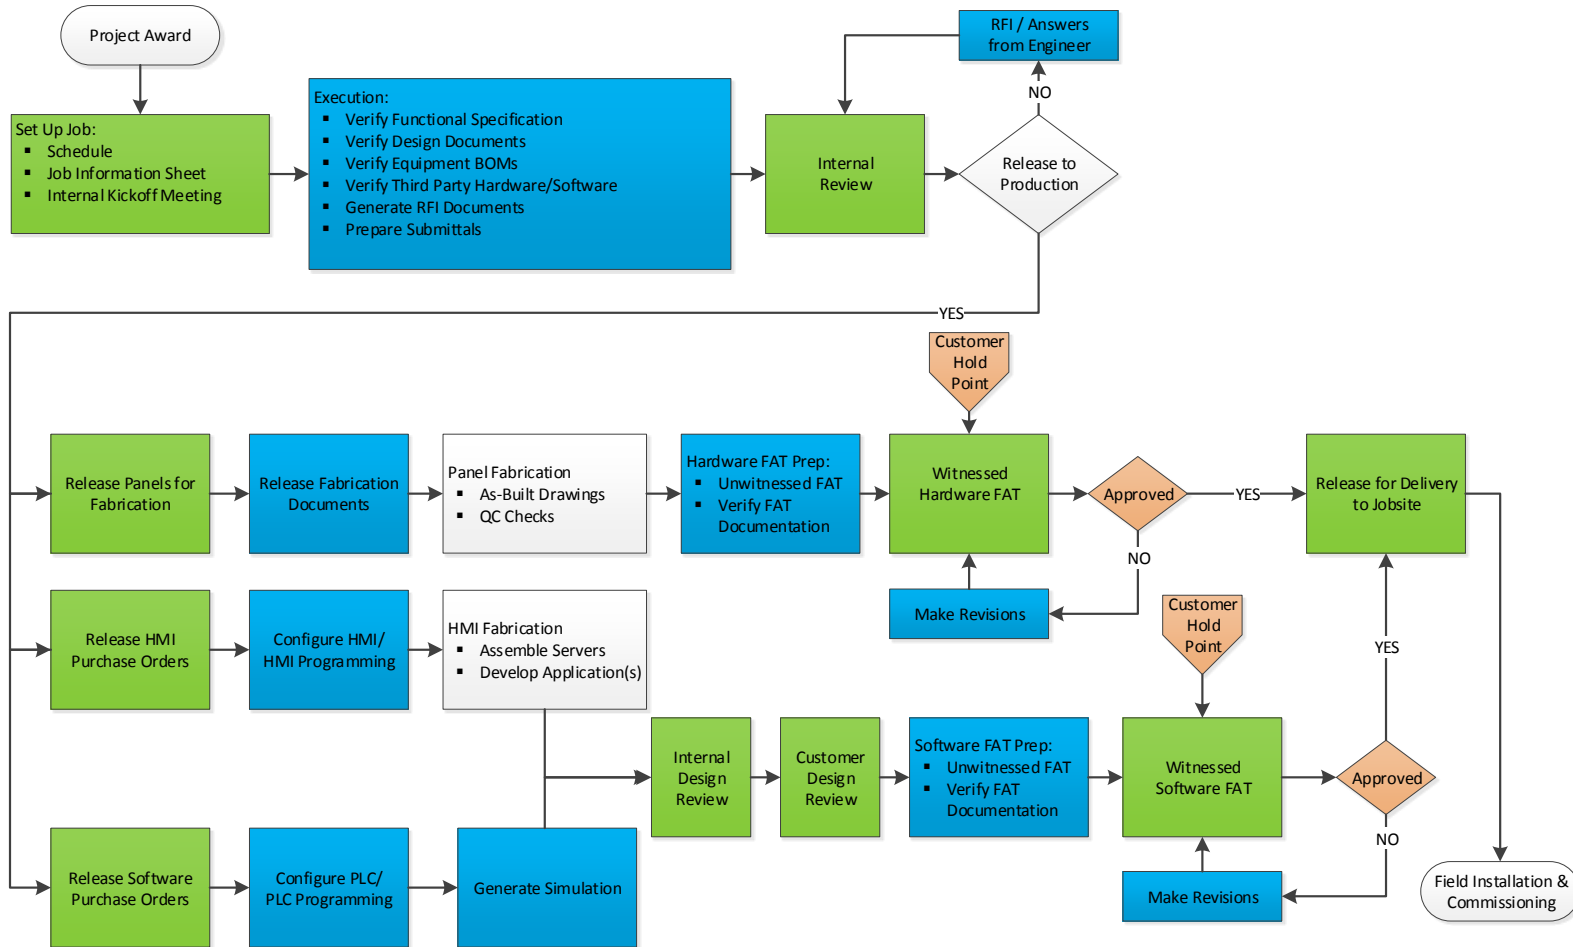 Project Award
RFI / Answers
from Engineer
NO
Set Up Job:
▪ Schedule
▪ Job Information Sheet
▪ Internal Kickoff Meeting
Execution:
▪ Verify Functional Specification
▪ Verify Design Documents
▪ Verify Equipment BOMs
▪ Verify Third Party Hardware/Software
▪ Generate RFI Documents
▪ Prepare Submittals
Internal
Review
Release to
Production
YES
Customer
Hold
Point
Release Panels for
Fabrication
Release Fabrication
Documents
Panel Fabrication
▪ As-Built Drawings
▪ QC Checks
Hardware FAT Prep:
▪ Unwitnessed FAT
▪ Verify FAT
Documentation
Witnessed
Hardware FAT
Approved
YES
Release for Delivery
to Jobsite
NO
Make Revisions
Release HMI
Purchase Orders
Configure HMI/
HMI Programming
HMI Fabrication
▪ Assemble Servers
▪ Develop Application(s)
Customer
Hold
Point
YES
Internal
Design
Review
Customer
Design
Review
Software FAT Prep:
▪ Unwitnessed FAT
▪ Verify FAT
Documentation
Witnessed
Software FAT
Approved
NO
Release Software
Purchase Orders
Configure PLC/
PLC Programming
Generate Simulation
Make Revisions
Field Installation &
Commissioning